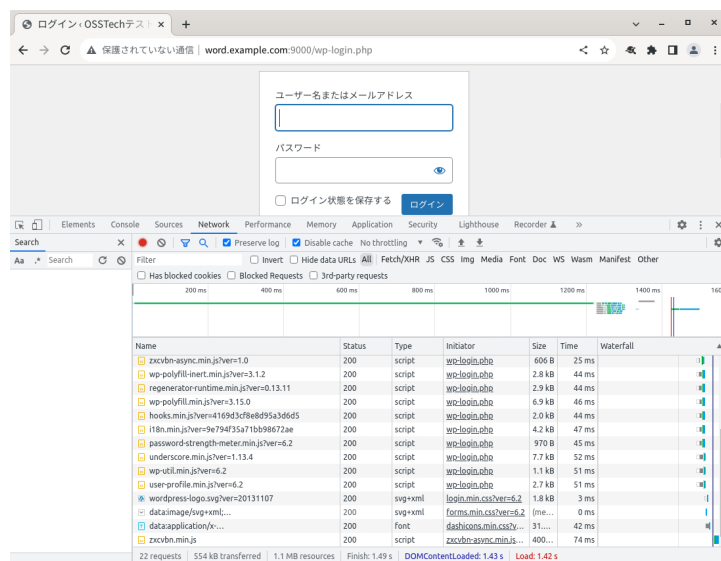 ログイン ‹ OSSTechテスト
保護されていない通信 | word.example.com:9000/wp-login.php
ユーザー名またはメールアドレス
パスワード
ログイン状態を保存する
ログイン
Elements Console Sources Network Performance Memory Application Security Lighthouse Recorder »
Search
Preserve log Disable cache No throttling
Aa .* Search
Filter Invert Hide data URLs All Fetch/XHR JS CSS Img Media Font Doc WS Wasm Manifest Other
Has blocked cookies Blocked Requests 3rd-party requests
200 ms 400 ms 600 ms 800 ms 1000 ms 1200 ms 1400 ms 160
Name Status Type Initiator Size Time Waterfall
zxcvbn-async.min.js?ver=1.0 200 script wp-login.php 606 B 25 ms
wp-polyfill-inert.min.js?ver=3.1.2 200 script wp-login.php 2.8 kB 44 ms
regenerator-runtime.min.js?ver=0.13.11 200 script wp-login.php 2.9 kB 44 ms
wp-polyfill.min.js?ver=3.15.0 200 script wp-login.php 6.9 kB 46 ms
hooks.min.js?ver=4169d3cf8e8d95a3d6d5 200 script wp-login.php 2.0 kB 44 ms
i18n.min.js?ver=9e794f35a71bb98672ae 200 script wp-login.php 4.2 kB 47 ms
password-strength-meter.min.js?ver=6.2 200 script wp-login.php 970 B 45 ms
underscore.min.js?ver=1.13.4 200 script wp-login.php 7.7 kB 52 ms
wp-util.min.js?ver=6.2 200 script wp-login.php 1.1 kB 51 ms
user-profile.min.js?ver=6.2 200 script wp-login.php 2.7 kB 51 ms
wordpress-logo.svg?ver=20131107 200 svg+xml login.min.css?ver=6.2 1.8 kB 3 ms
data:image/svg+xml;... 200 svg+xml forms.min.css?ver=6.2 (me... 0 ms
data:application/x-... 200 font dashicons.min.css?v... 31.... 42 ms
zxcvbn.min.js 200 script zxcvbn-async.min.js... 400... 74 ms
22 requests 554 kB transferred 1.1 MB resources Finish: 1.49 s DOMContentLoaded: 1.43 s Load: 1.42 s